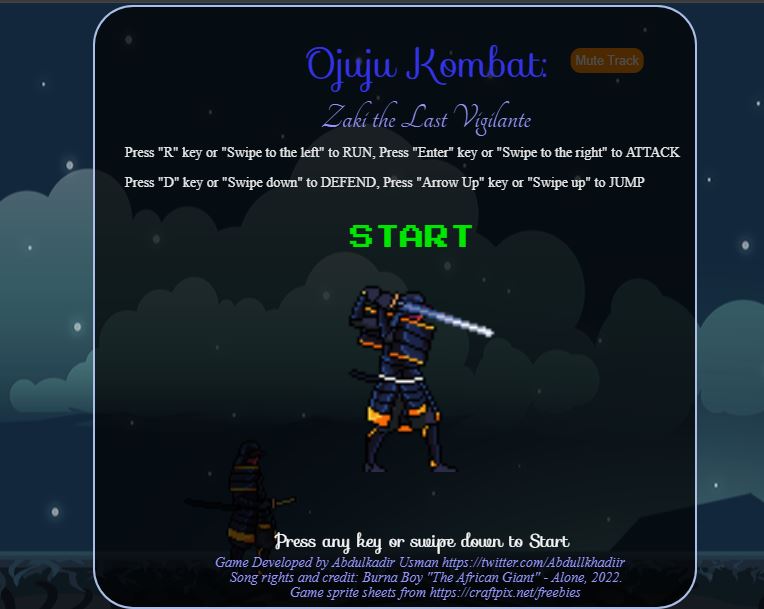 Ojuju Kombat:
Mute Track
Zaki the Last Vigilante
Press "R" key or "Swipe to the left" to RUN, Press "Enter" key or "Swipe to the right" to ATTACK
Press "D" key or "Swipe down" to DEFEND, Press "Arrow Up" key or "Swipe up" to JUMP
START
Press any key or swipe down to Start
Game Developed by Abdulkadir Usman https://twitter.com/Abdullkhadiir
Song rights and credit: Burna Boy "The African Giant" - Alone, 2022.
Game sprite sheets from https://craftpix.net/freebies